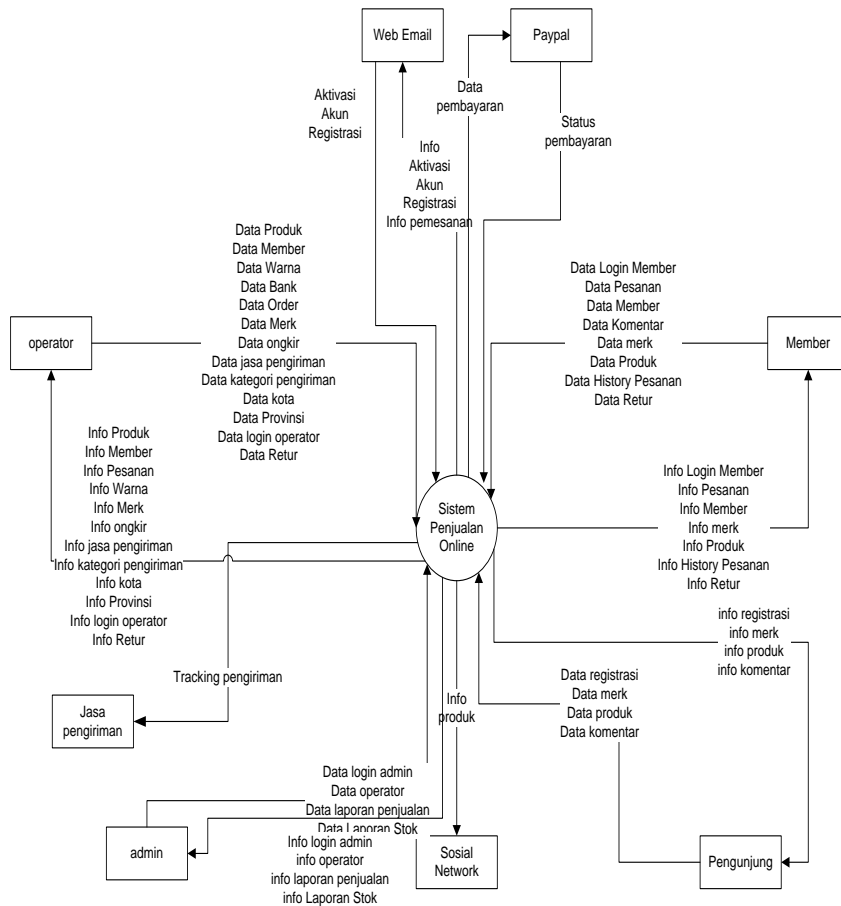 Web Email
Paypal
Aktivasi
Akun
Registrasi
Data
pembayaran
Status
pembayaran
Info
Aktivasi
Akun
Registrasi
Info pemesanan
Data Produk
Data Member
Data Warna
Data Bank
Data Order
Data Merk
Data ongkir
Data jasa pengiriman
Data kategori pengiriman
Data kota
Data Provinsi
Data login operator
Data Retur
Data Login Member
Data Pesanan
Data Member
Data Komentar
Data merk
Data Produk
Data History Pesanan
Data Retur
operator
Member
Info Produk
Info Member
Info Pesanan
Info Warna
Info Merk
Info ongkir
Info jasa pengiriman
Info kategori pengiriman
Info kota
Info Provinsi
Info login operator
Info Retur
Sistem
Penjualan
Online
Info Login Member
Info Pesanan
Info Member
Info merk
Info Produk
Info History Pesanan
Info Retur
info registrasi
info merk
info produk
info komentar
Tracking pengiriman
Info
produk
Data registrasi
Data merk
Data produk
Data komentar
Jasa
pengiriman
Data login admin
Data operator
Data laporan penjualan
Data Laporan Stok
Info login admin
info operator
info laporan penjualan
info Laporan Stok
admin
Sosial
Network
Pengunjung